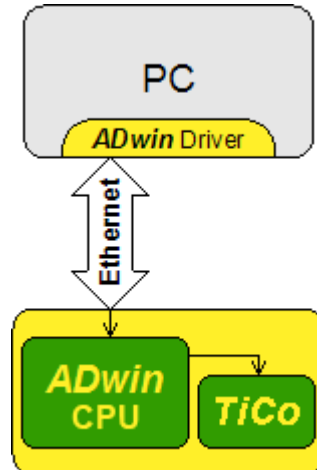 PC
ADwin Driver
Ethernet
ADwin
CPU
TiCo